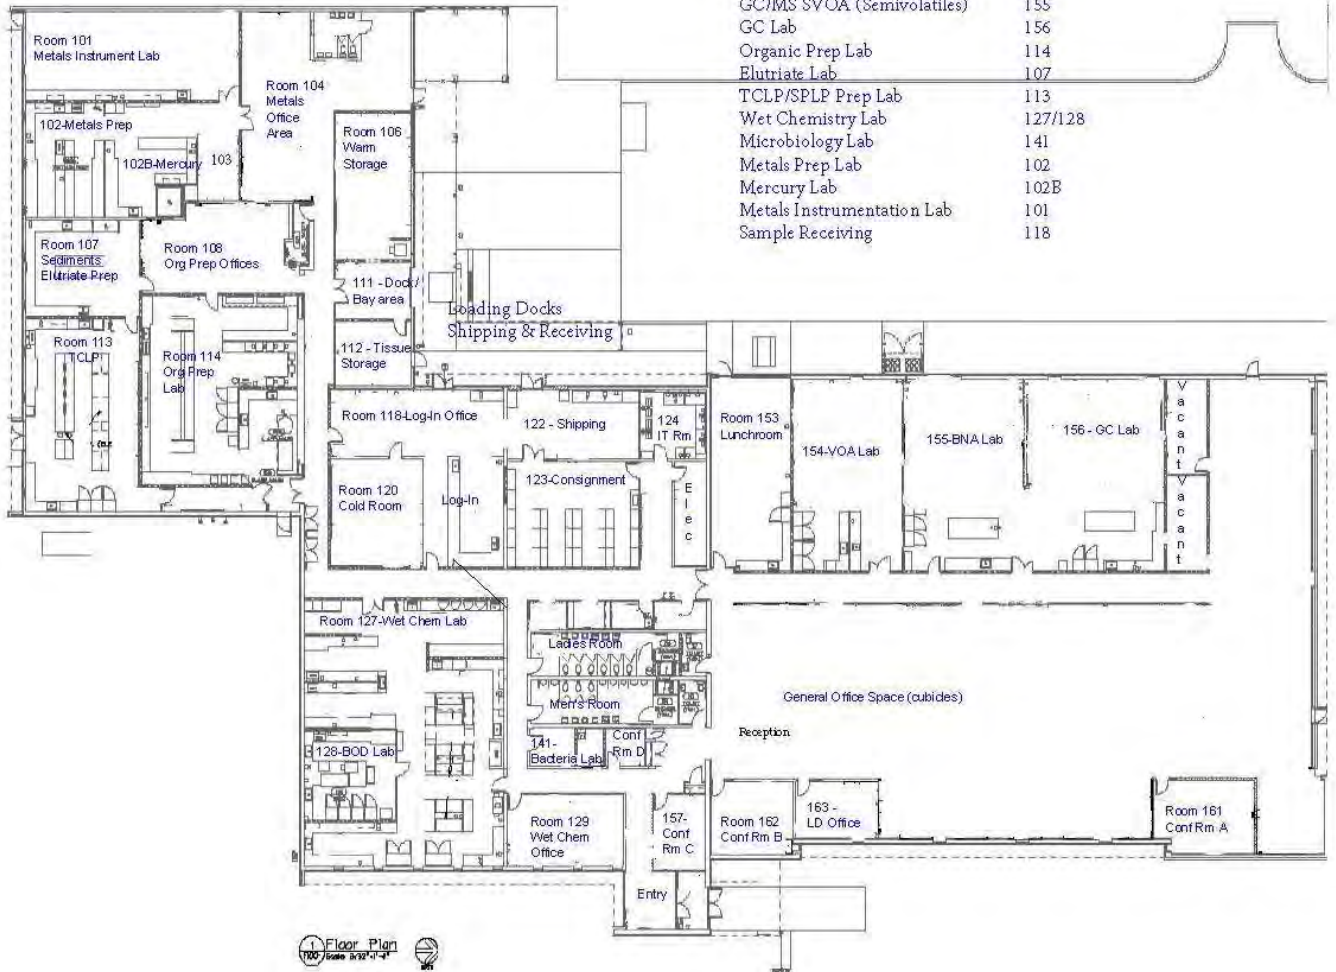 GC/MS SVOA (Semivolatiles) 155
GC Lab 156
Organic Prep Lab 114
Elutriate Lab 107
TCLP/SPLP Prep Lab 113
Wet Chemistry Lab 127/128
Microbiology Lab 141
Metals Prep Lab 102
Mercury Lab 102B
Metals Instrumentation Lab 101
Sample Receiving 118
Room 101
Metals Instrument Lab
Room 104
Metals
Office
Area
102-Metals Prep
102B-Mercury
103
Room 106
Warm
Storage
Room 107
Sediments
Elutriate Prep
Room 108
Org Prep Offices
111 - Dock/
Bay area
Loading Docks
Shipping & Receiving
Room 113
TCLP
Room 114
Org Prep
Lab
112 - Tissue
Storage
Room 118-Log-In Office
122 - Shipping
124
IT Rm
Room 153
Lunchroom
154-VOA Lab
155-BNA Lab
156 - GC Lab
Vacant
Vacant
Room 120
Cold Room
Log-In
123-Consignment
Elec
Room 127-Wet Chem Lab
Ladies Room
Men's Room
General Office Space (cubicles)
Reception
128-BOD Lab
141-
Bacteria Lab
Conf
Rm D
Room 129
Wet Chem
Office
157-
Conf
Rm C
Room 162
Conf Rm B
163 -
LD Office
Room 161
Conf Rm A
Entry
1 Floor Plan